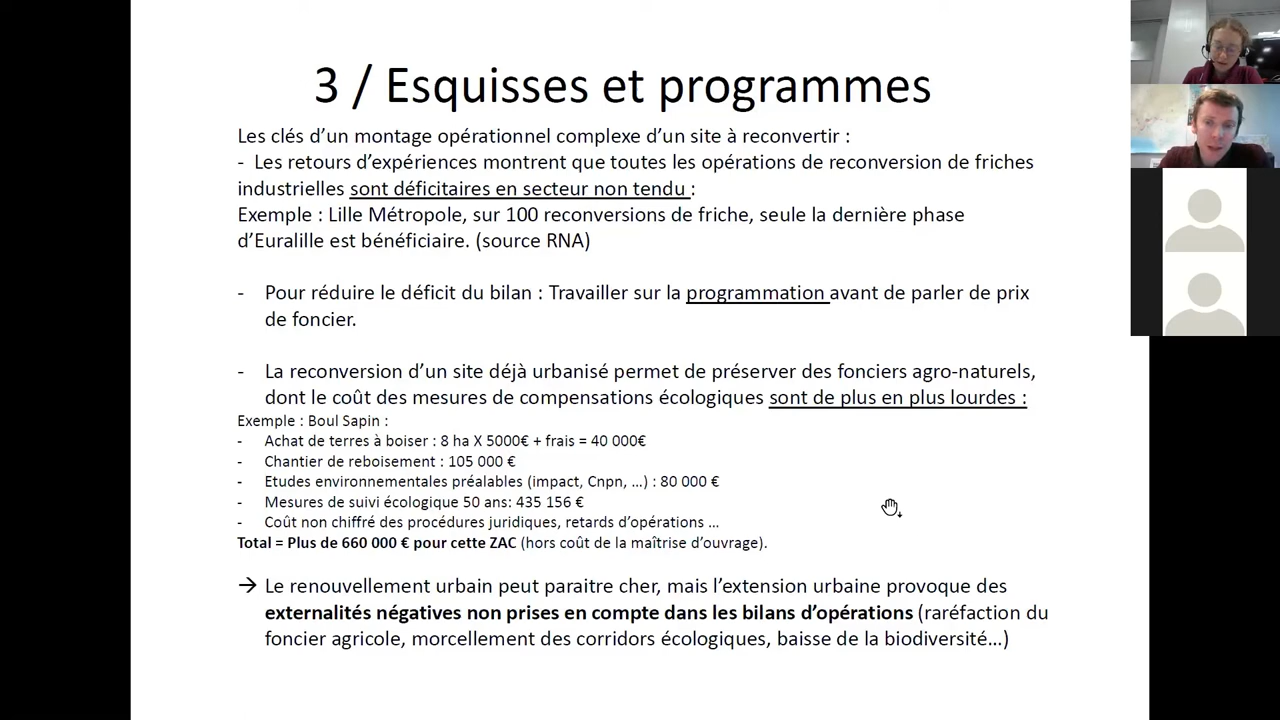 3 / Esquisses et programmes
Les clés d’un montage opérationnel complexe d’un site à reconvertir :
- Les retours d’expériences montrent que toutes les opérations de reconversion de friches
industrielles sont déficitaires en secteur non tendu :
Exemple : Lille Métropole, sur 100 reconversions de friche, seule la dernière phase
d’Euralille est bénéficiaire. (source RNA)
- Pour réduire le déficit du bilan : Travailler sur la programmation avant de parler de prix
de foncier.
- La reconversion d’un site déjà urbanisé permet de préserver des fonciers agro-naturels,
dont le coût des mesures de compensations écologiques sont de plus en plus lourdes :
Exemple : Boul Sapin :
- Achat de terres à boiser : 8 ha X 5000€ + frais = 40 000€
- Chantier de reboisement : 105 000 €
- Etudes environnementales préalables (impact, Cnpn, …) : 80 000 €
- Mesures de suivi écologique 50 ans: 435 156 €
- Coût non chiffré des procédures juridiques, retards d’opérations …
Total = Plus de 660 000 € pour cette ZAC (hors coût de la maîtrise d’ouvrage).
→ Le renouvellement urbain peut paraitre cher, mais l’extension urbaine provoque des
externalités négatives non prises en compte dans les bilans d’opérations (raréfaction du
foncier agricole, morcellement des corridors écologiques, baisse de la biodiversité…)